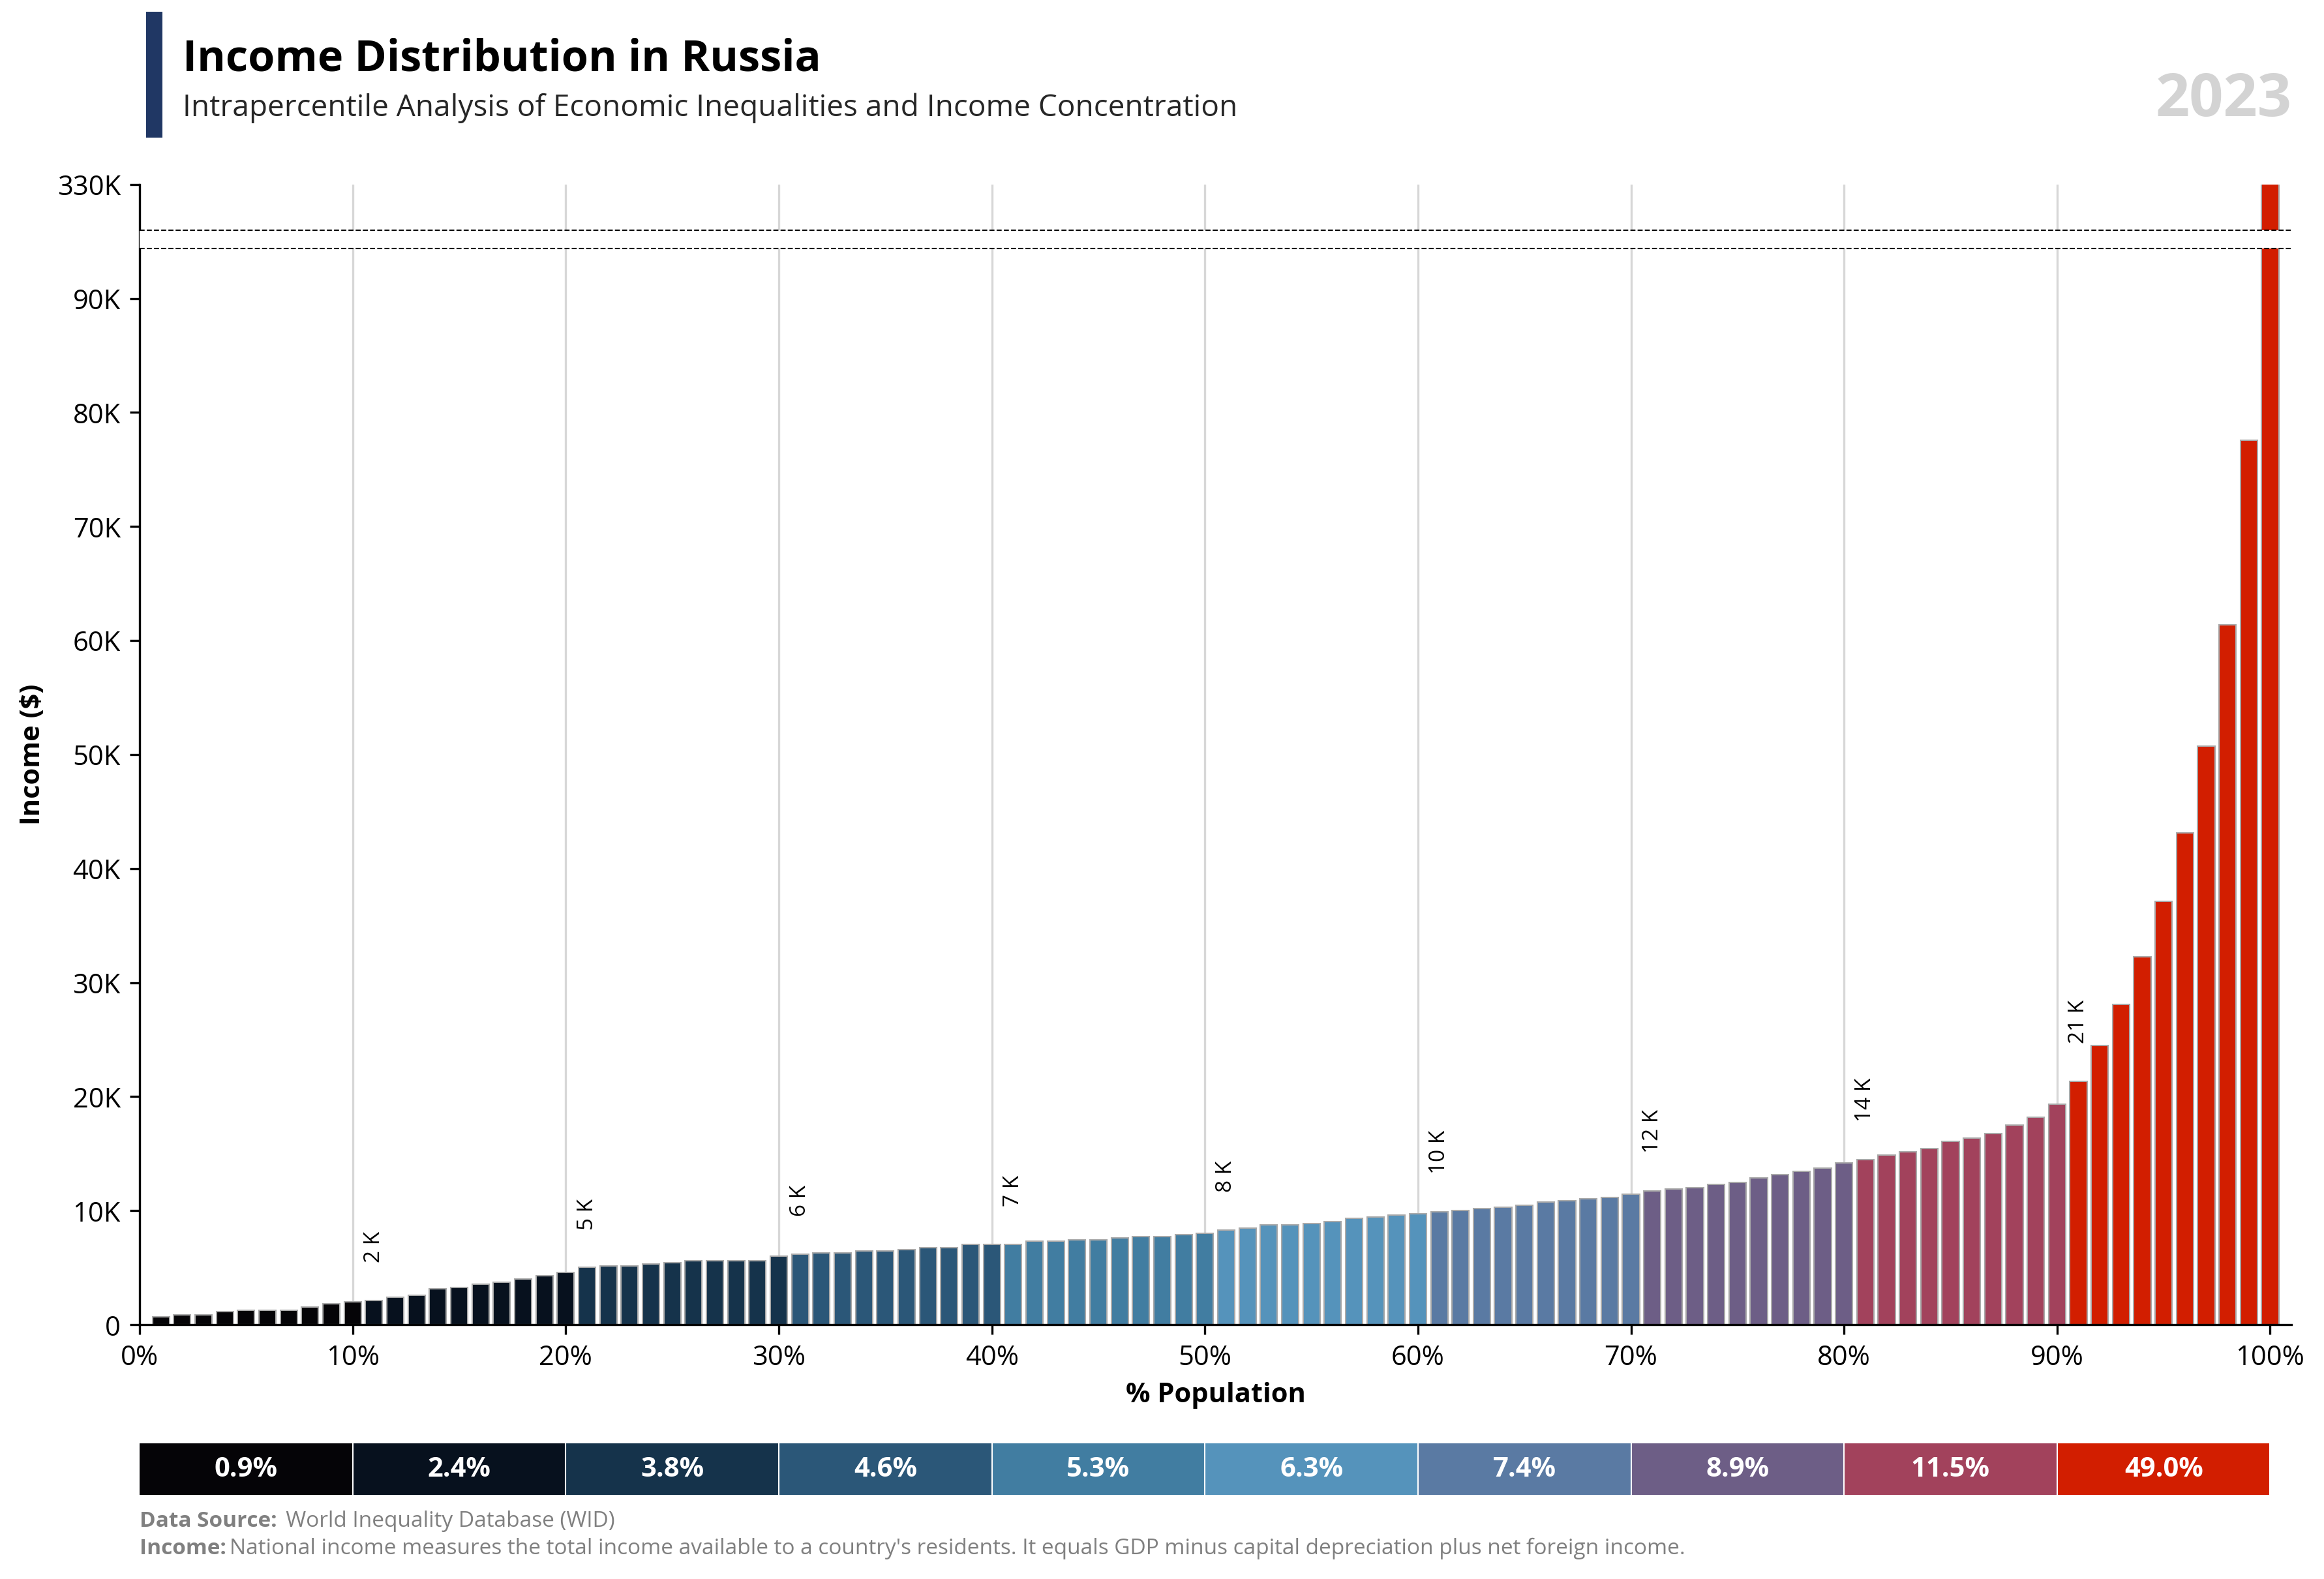 Income Distribution in Russia
Intrapercentile Analysis of Economic Inequalities and Income Concentration
2023
330K
90K
80K
70K
60K
50K
40K
30K
20K
10K
0
Income ($)
2 K
5 K
6 K
7 K
8 K
10 K
12 K
14 K
21 K
0% 10% 20% 30% 40% 50% 60% 70% 80% 90% 100%
% Population
0.9% 2.4% 3.8% 4.6% 5.3% 6.3% 7.4% 8.9% 11.5% 49.0%
Data Source: World Inequality Database (WID)
Income: National income measures the total income available to a country's residents. It equals GDP minus capital depreciation plus net foreign income.